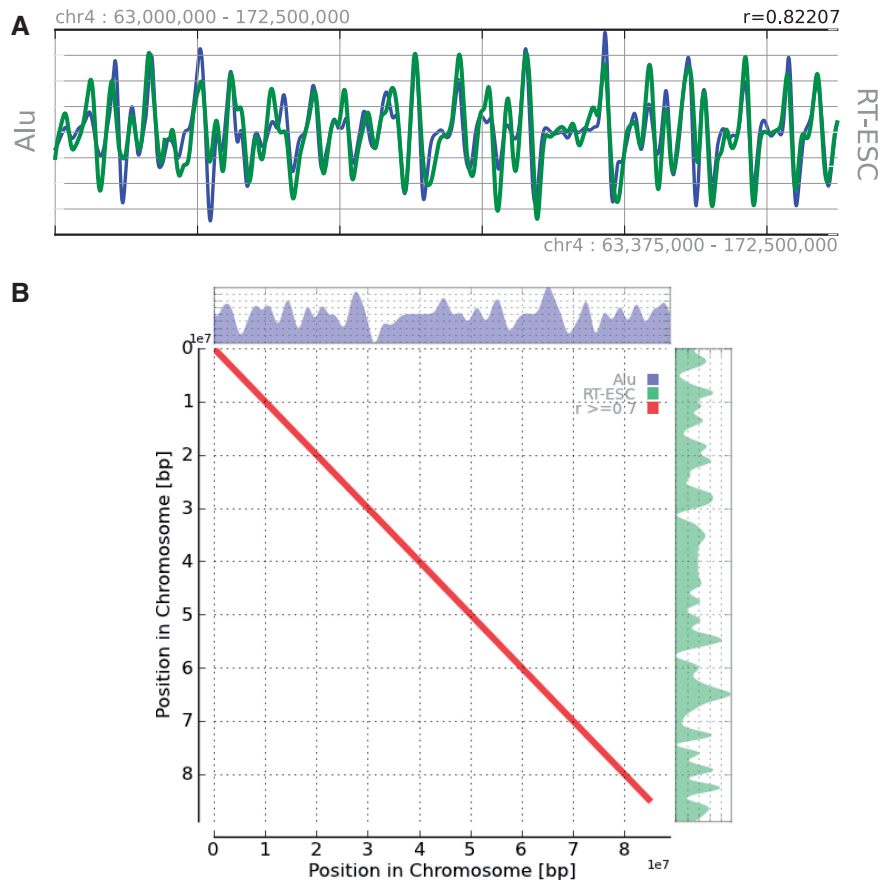 A
chr4 : 63,000,000 - 172,500,000
r=0.82207
Alu
RT-ESC
chr4 : 63,375,000 - 172,500,000
B
1e7
0
1
2
3
4
5
6
7
8
Position in Chromosome [bp]
Alu
RT-ESC
r >=0.7
0 1 2 3 4 5 6 7 8
1e7
Position in Chromosome [bp]